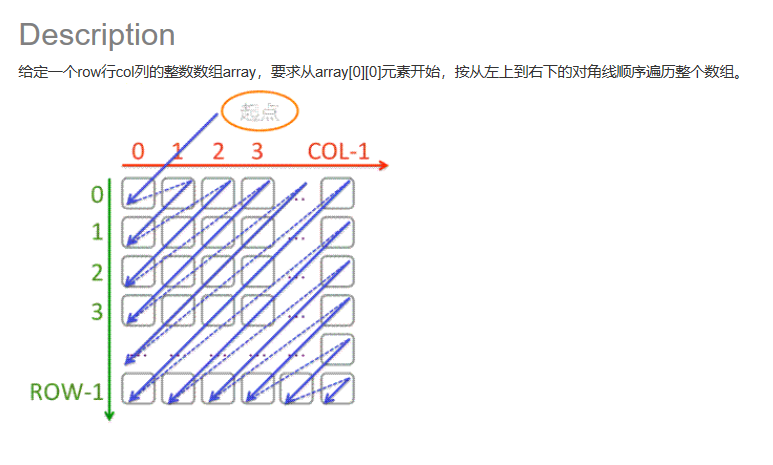 Description
给定一个row行col列的整数数组array，要求从array[0][0]元素开始，按从左上到右下的对角线顺序遍历整个数组。
起点
0 1 2 3 COL-1
0
1
2
3
ROW-1